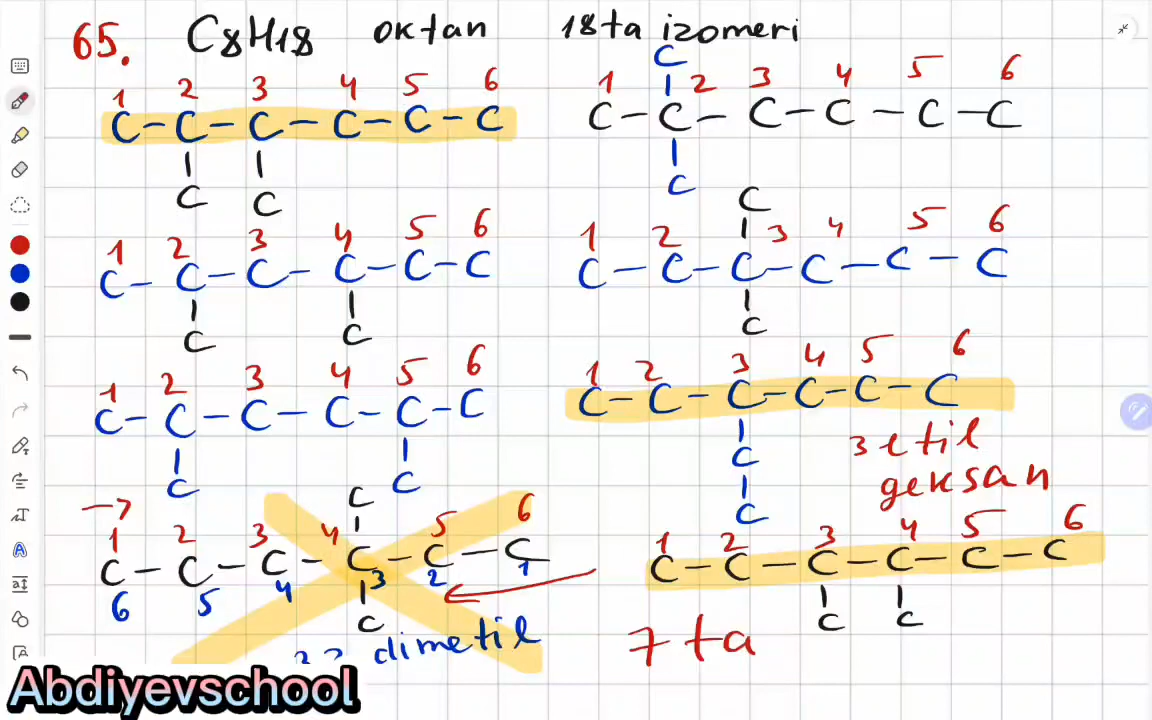 65. C8H18 oktan 18ta izomeri
C
1 2 3 4 5 6
C-C-C-C-C-C
C C
1 2 3 4 5 6
C-C-C-C-C-C
C
1 2 3 4 5 6
C-C-C-C-C-C
C C
C
1 2 3 4 5 6
C-C-C-C-C-C
C
1 2 3 4 5 6
C-C-C-C-C-C
C C
1 2 3 4 5 6
C-C-C-C-C-C
C
C
3 etil
geksan
→
C
1 2 3 4 5 6
C-C-C-C-C-C
6 5 4 3 2 1
C
dimetil
1 2 3 4 5 6
C-C-C-C-C-C
C C
7 ta
Abdiyevschool